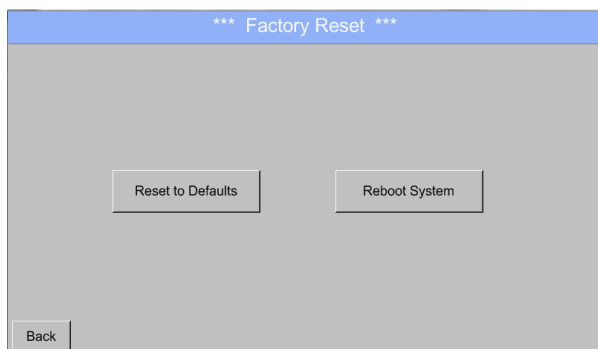 *** Factory Reset ***
Reset to Defaults
Reboot System
Back